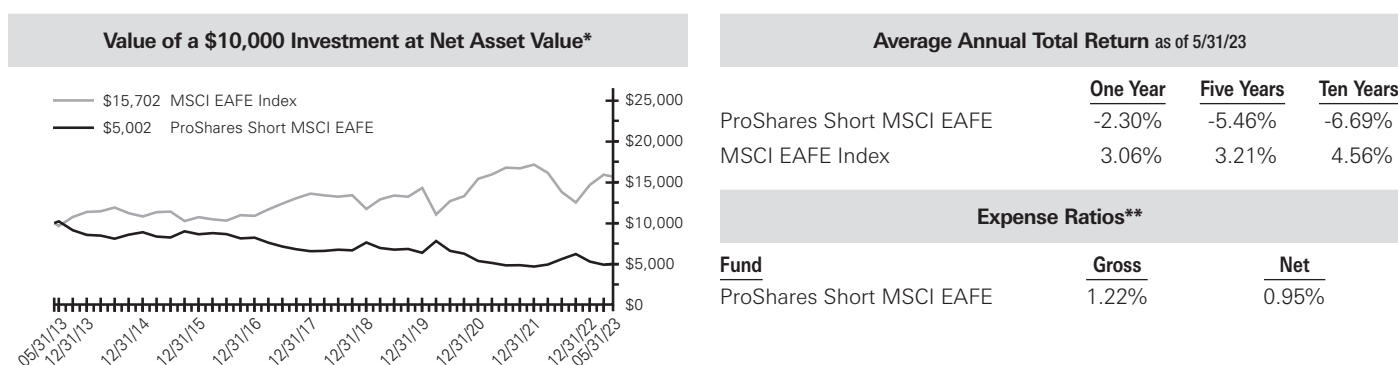 Value of a $10,000 Investment at Net Asset Value*
$15,702 MSCI EAFE Index
$5,002 ProShares Short MSCI EAFE
$25,000
$20,000
$15,000
$10,000
$5,000
$0
05/31/13
12/31/13
12/31/14
12/31/15
12/31/16
12/31/17
12/31/18
12/31/19
12/31/20
12/31/21
12/31/22
05/31/23
Average Annual Total Return as of 5/31/23
One Year Five Years Ten Years
ProShares Short MSCI EAFE -2.30% -5.46% -6.69%
MSCI EAFE Index 3.06% 3.21% 4.56%
Expense Ratios**
Fund Gross Net
ProShares Short MSCI EAFE 1.22% 0.95%